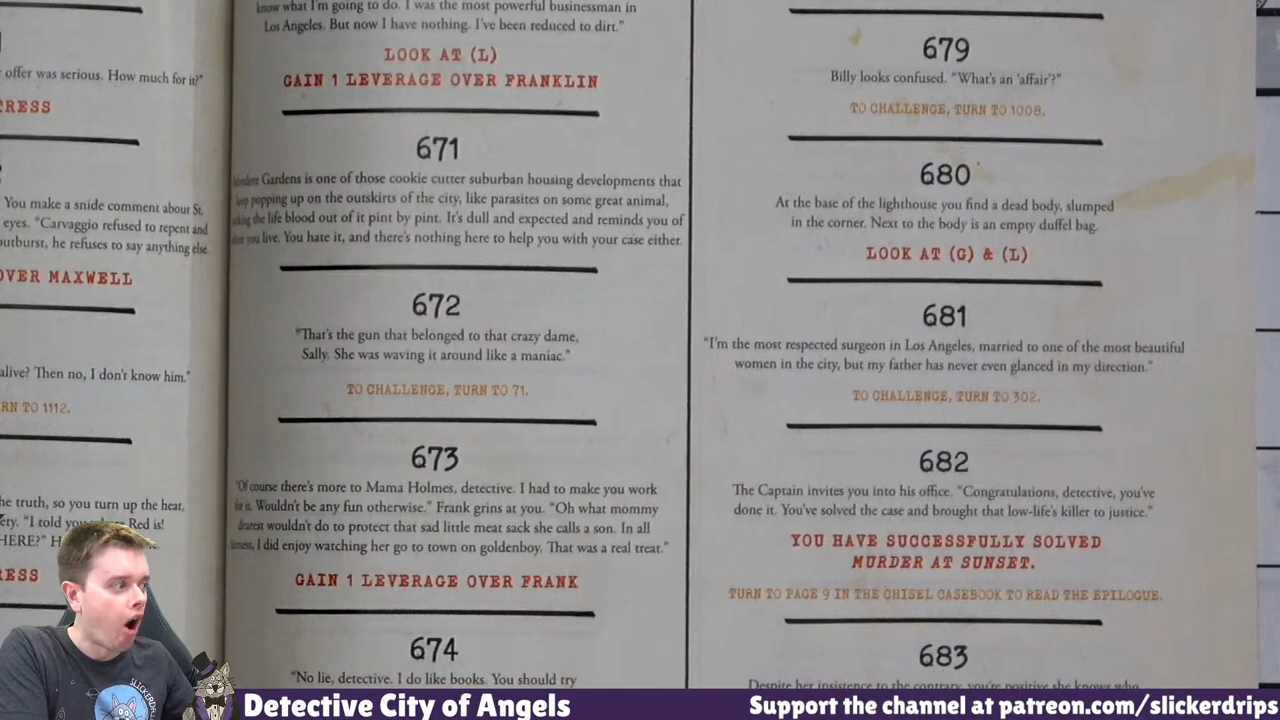 offer was serious. How much for it?"
You make a snide comment about St.
eyes. "Carvaggio refused to repent and
outburst, he refuses to say anything else.
OVER MAXWELL
alive? Then no, I don't know him."
RN TO 1112.
he truth, so you turn up the heat,
Red is!
HERE?"
ESS
know what I'm going to do. I was the most powerful businessman in
Los Angeles. But now I have nothing. I've been reduced to dirt."
LOOK AT (L)
GAIN 1 LEVERAGE OVER FRANKLIN
671
Gardens is one of those cookie cutter suburban housing developments that
popping up on the outskirts of the city, like parasites on some great animal,
the life blood out of it pint by pint. It's dull and expected and reminds you of
you live. You hate it, and there's nothing here to help you with your case either.
672
"That's the gun that belonged to that crazy dame,
Sally. She was waving it around like a maniac."
TO CHALLENGE, TURN TO 71.
673
"Of course there's more to Mama Holmes, detective. I had to make you work
for it. Wouldn't be any fun otherwise." Frank grins at you. "Oh what mommy
dearest wouldn't do to protect that sad little meat sack she calls a son. In all
I did enjoy watching her go to town on goldenboy. That was a real treat."
GAIN 1 LEVERAGE OVER FRANK
674
"No lie, detective. I do like books. You should try
679
Billy looks confused. "What's an 'affair'?"
TO CHALLENGE, TURN TO 1008.
680
At the base of the lighthouse you find a dead body, slumped
in the corner. Next to the body is an empty duffel bag.
LOOK AT (G) & (L)
681
"I'm the most respected surgeon in Los Angeles, married to one of the most beautiful
women in the city, but my father has never even glanced in my direction."
TO CHALLENGE, TURN TO 302.
682
The Captain invites you into his office. "Congratulations, detective, you've
done it. You've solved the case and brought that low-life's killer to justice."
YOU HAVE SUCCESSFULLY SOLVED
MURDER AT SUNSET.
TURN TO PAGE 9 IN THE CHISEL CASEBOOK TO READ THE EPILOGUE.
683
Despite her insistence to the contrary, you're positive she knows who
SLICKERDRIPS
Detective City of Angels
Support the channel at patreon.com/slickerdrips